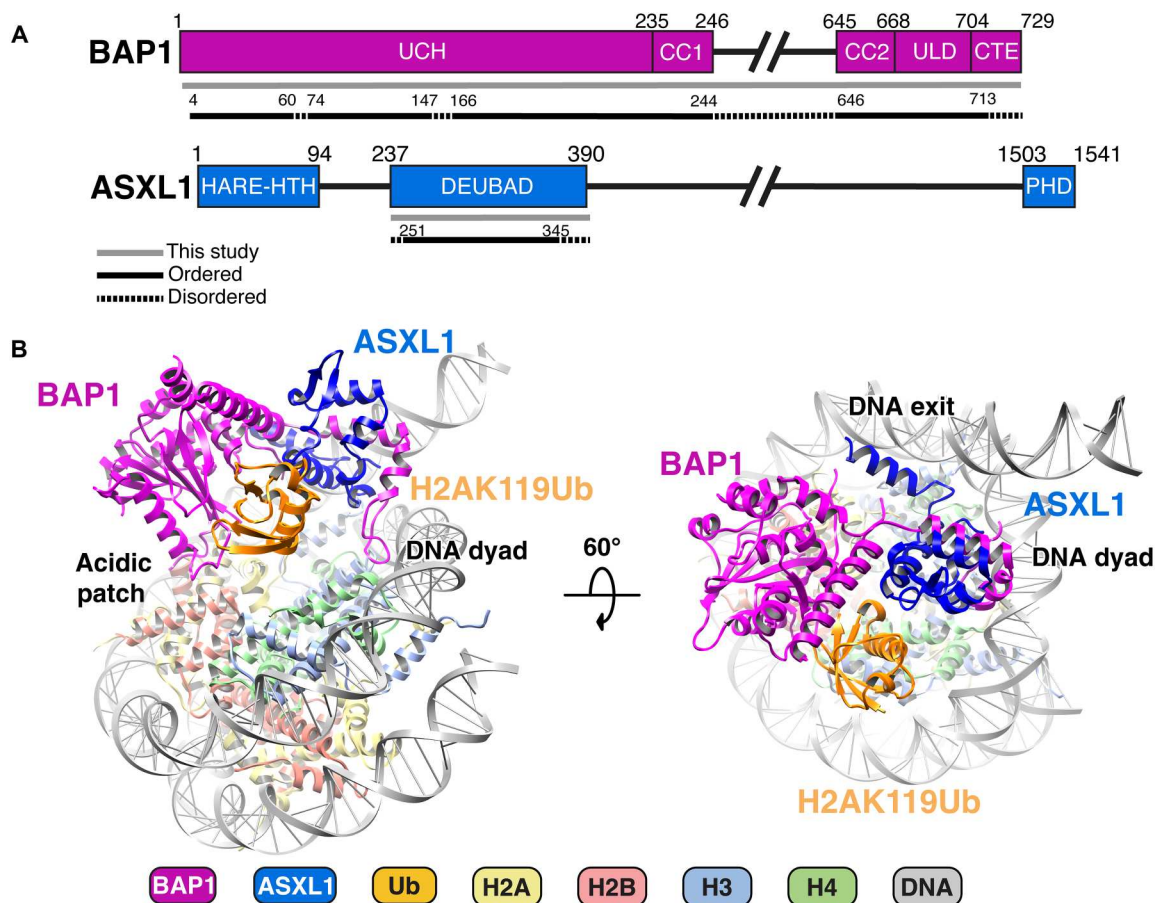 A
1 235 246 645 668 704 729
BAP1 UCH CC1 CC2 ULD CTE
4 60 74 147 166 244 646 713
1 94 237 390 1503 1541
ASXL1 HARE-HTH DEUBAD PHD
251 345
This study
Ordered
Disordered
B
ASXL1
BAP1
H2AK119Ub
Acidic
patch
DNA dyad
60°
DNA exit
BAP1
ASXL1
DNA dyad
H2AK119Ub
BAP1 ASXL1 Ub H2A H2B H3 H4 DNA